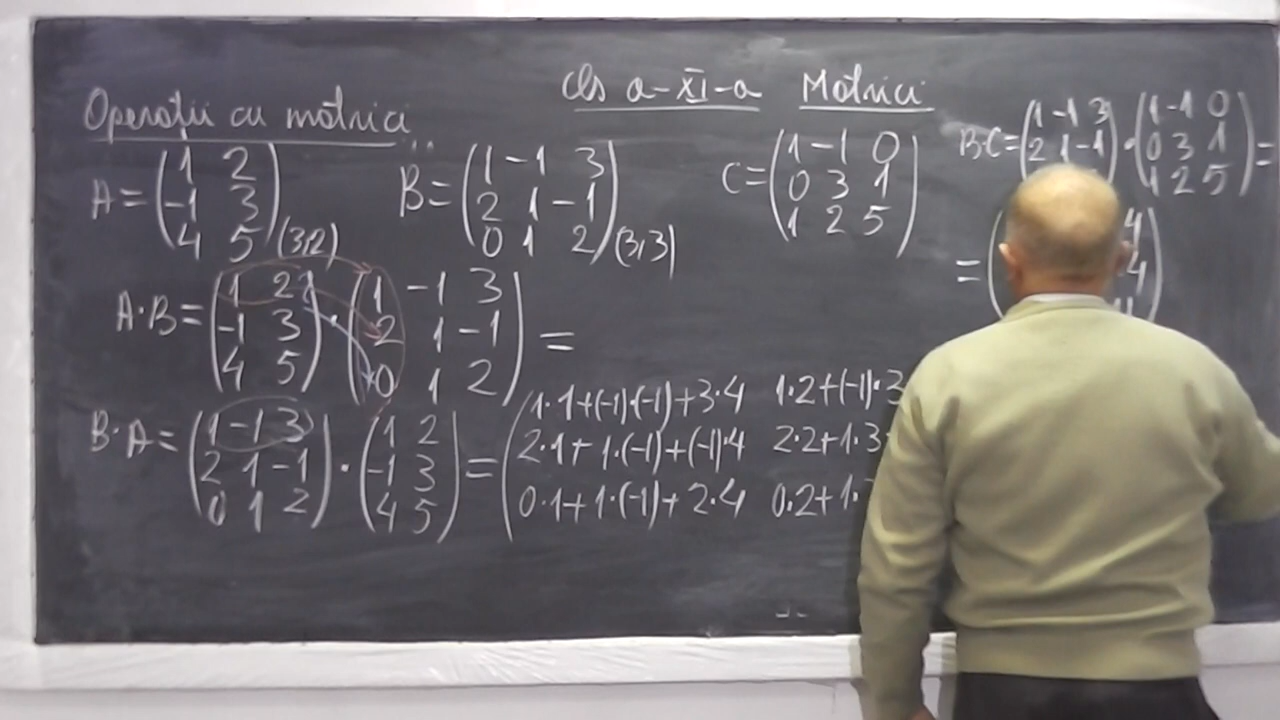 Cls a-XI-a Matrici
Operații cu matrici
A= (1 2
-1 3
4 5) (3,2)
B= (1 -1 3
2 1 -1
0 1 2) (3,3)
C= (1 -1 0
0 3 1
1 2 5)
B·C= (1 -1 3
2 1 -1) · (1 -1 0
0 3 1
1 2 5) =
= (
4
A·B= (1 2
-1 3
4 5) · (1 -1 3
2 1 -1
0 1 2) =
B·A= (1 -1 3
2 1 -1
0 1 2) · (1 2
-1 3
4 5) = (1·1+(-1)·(-1)+3·4 1·2+(-1)·3
2·1+1·(-1)+(-1)·4 2·2+1·3
0·1+1·(-1)+2·4 0·2+1·